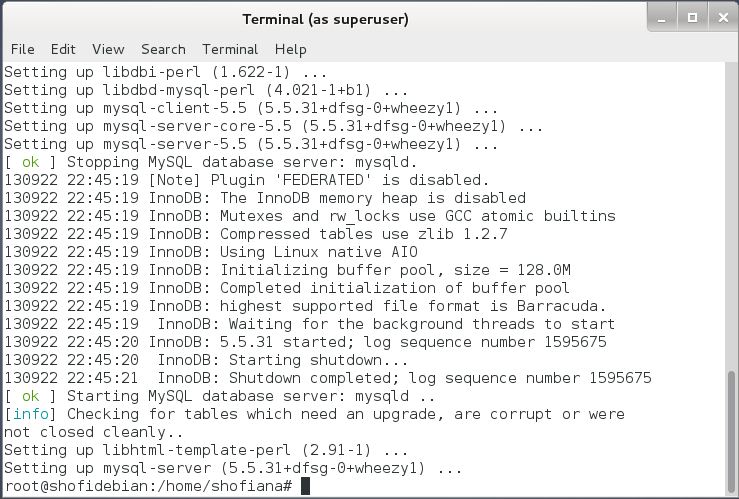 Terminal (as superuser)
File Edit View Search Terminal Help
Setting up libdbi-perl (1.622-1) ...
Setting up libdbd-mysql-perl (4.021-1+b1) ...
Setting up mysql-client-5.5 (5.5.31+dfsg-0+wheezy1) ...
Setting up mysql-server-core-5.5 (5.5.31+dfsg-0+wheezy1) ...
Setting up mysql-server-5.5 (5.5.31+dfsg-0+wheezy1) ...
[ ok ] Stopping MySQL database server: mysqld.
130922 22:45:19 [Note] Plugin 'FEDERATED' is disabled.
130922 22:45:19 InnoDB: The InnoDB memory heap is disabled
130922 22:45:19 InnoDB: Mutexes and rw_locks use GCC atomic builtins
130922 22:45:19 InnoDB: Compressed tables use zlib 1.2.7
130922 22:45:19 InnoDB: Using Linux native AIO
130922 22:45:19 InnoDB: Initializing buffer pool, size = 128.0M
130922 22:45:19 InnoDB: Completed initialization of buffer pool
130922 22:45:19 InnoDB: highest supported file format is Barracuda.
130922 22:45:19  InnoDB: Waiting for the background threads to start
130922 22:45:20 InnoDB: 5.5.31 started; log sequence number 1595675
130922 22:45:20  InnoDB: Starting shutdown...
130922 22:45:21  InnoDB: Shutdown completed; log sequence number 1595675
[ ok ] Starting MySQL database server: mysqld ..
[info] Checking for tables which need an upgrade, are corrupt or were
not closed cleanly..
Setting up libhtml-template-perl (2.91-1) ...
Setting up mysql-server (5.5.31+dfsg-0+wheezy1) ...
root@shofidebian:/home/shofiana#